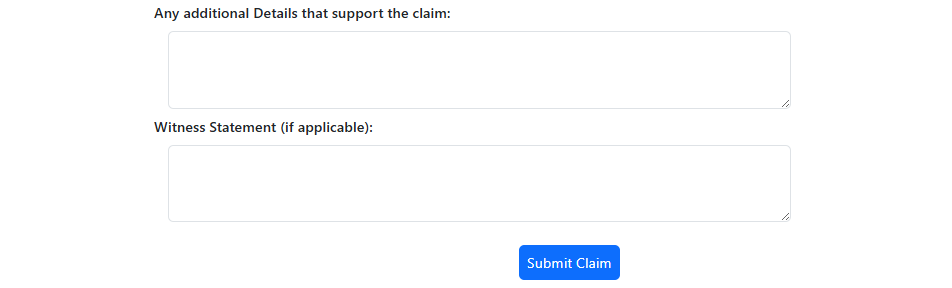 Any additional Details that support the claim:
Witness Statement (if applicable):
Submit Claim